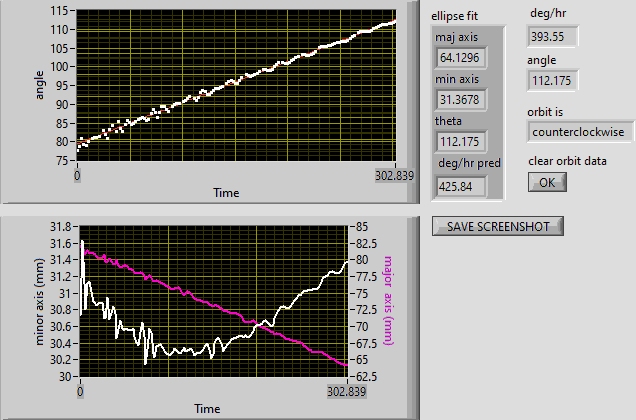 115
110
105
100
95
90
85
80
75
angle
0
302.839
Time
ellipse fit
maj axis
64.1296
min axis
31.3678
theta
112.175
deg/hr pred
425.84
deg/hr
393.55
angle
112.175
orbit is
counterclockwise
clear orbit data
OK
SAVE SCREENSHOT
31.8
31.6
31.4
31.2
31
30.8
30.6
30.4
30.2
30
minor axis (mm)
85
82.5
80
77.5
75
72.5
70
67.5
65
62.5
major axis (mm)
0
302.839
Time